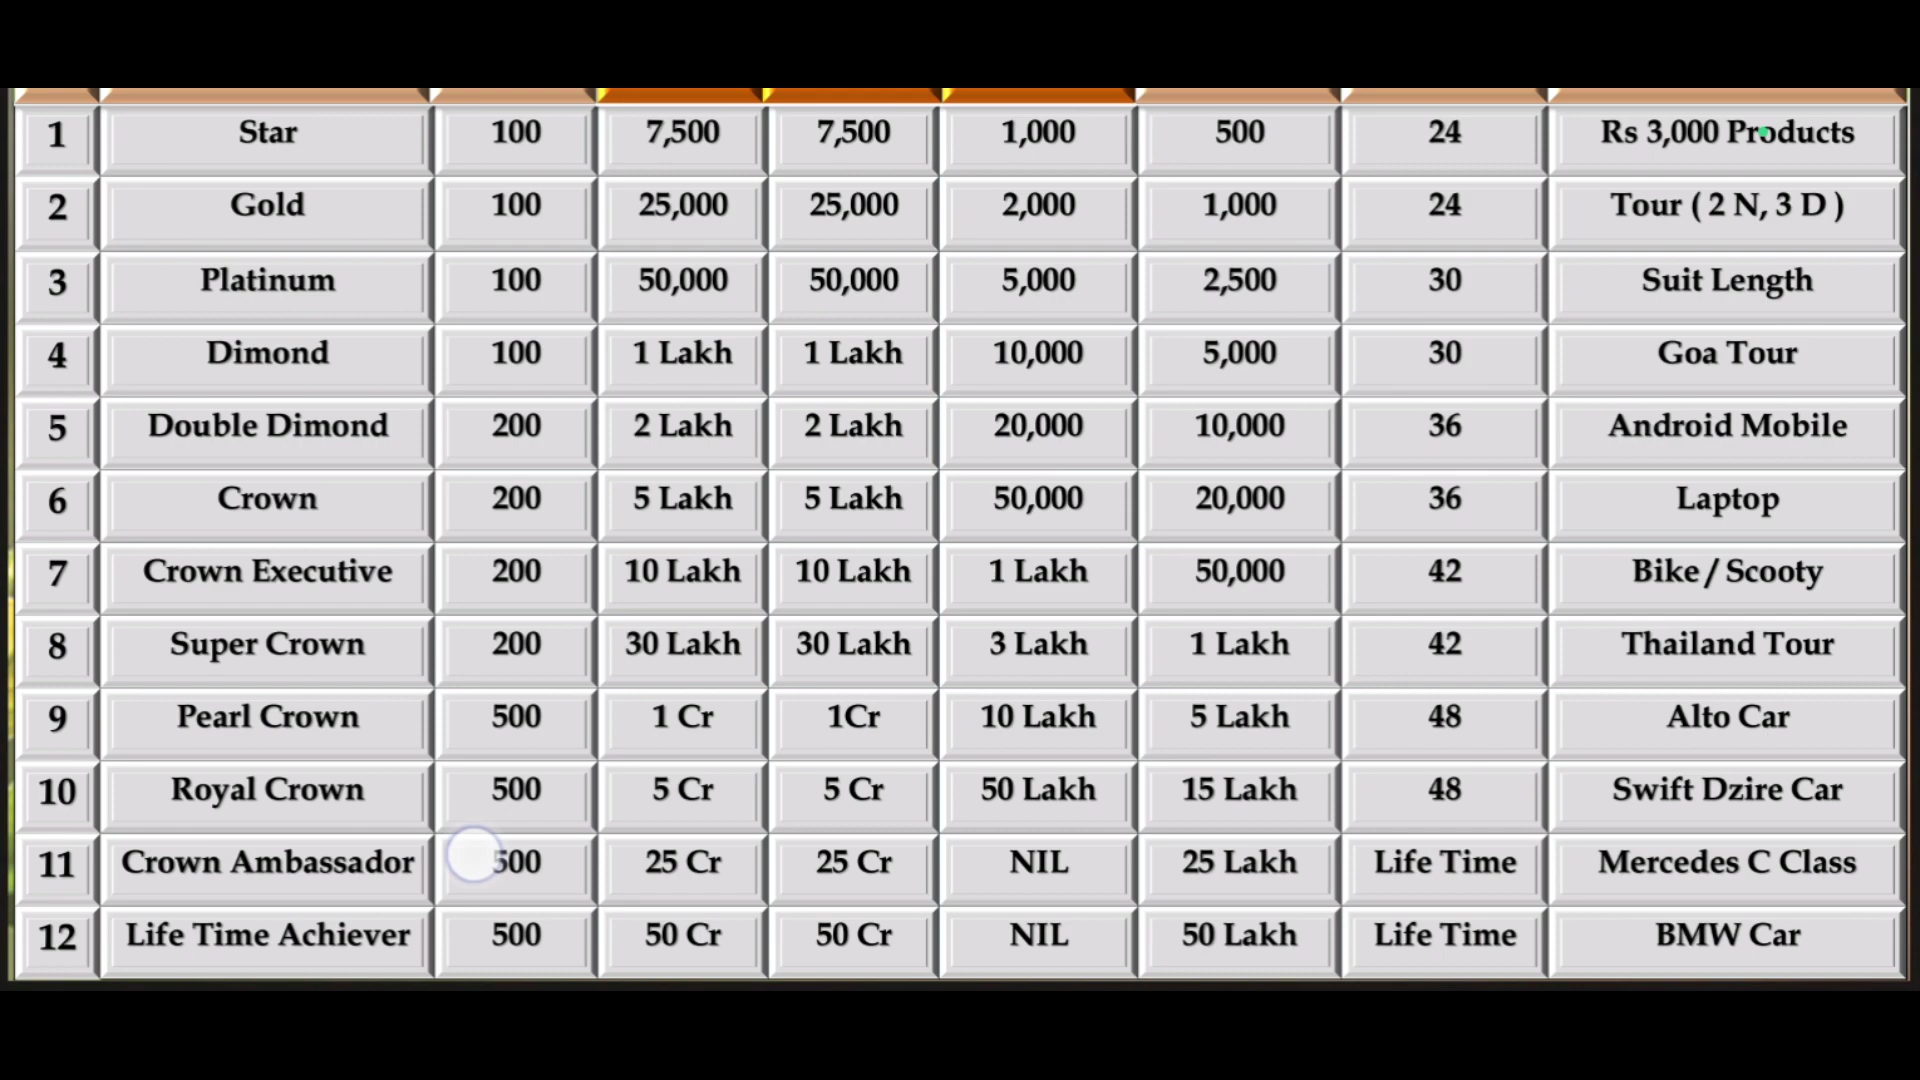 1 Star 100 7,500 7,500 1,000 500 24 Rs 3,000 Products
2 Gold 100 25,000 25,000 2,000 1,000 24 Tour ( 2 N, 3 D )
3 Platinum 100 50,000 50,000 5,000 2,500 30 Suit Length
4 Dimond 100 1 Lakh 1 Lakh 10,000 5,000 30 Goa Tour
5 Double Dimond 200 2 Lakh 2 Lakh 20,000 10,000 36 Android Mobile
6 Crown 200 5 Lakh 5 Lakh 50,000 20,000 36 Laptop
7 Crown Executive 200 10 Lakh 10 Lakh 1 Lakh 50,000 42 Bike / Scooty
8 Super Crown 200 30 Lakh 30 Lakh 3 Lakh 1 Lakh 42 Thailand Tour
9 Pearl Crown 500 1 Cr 1Cr 10 Lakh 5 Lakh 48 Alto Car
10 Royal Crown 500 5 Cr 5 Cr 50 Lakh 15 Lakh 48 Swift Dzire Car
11 Crown Ambassador 500 25 Cr 25 Cr NIL 25 Lakh Life Time Mercedes C Class
12 Life Time Achiever 500 50 Cr 50 Cr NIL 50 Lakh Life Time BMW Car